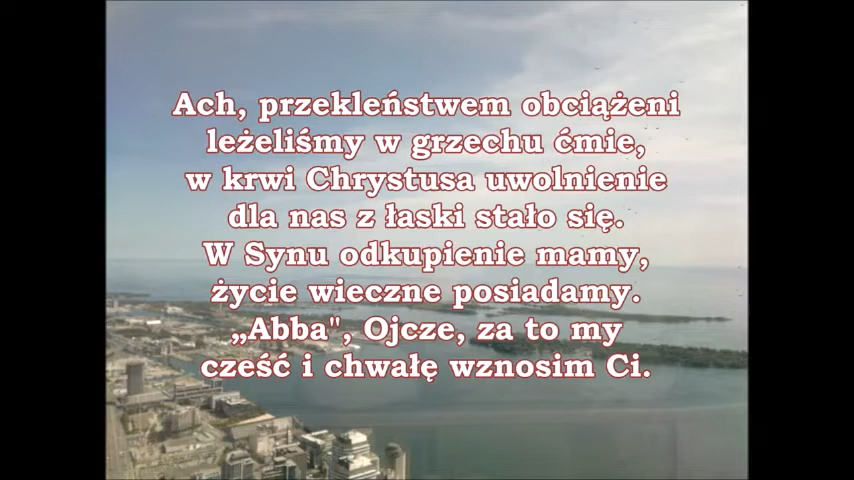 Ach, przekleństwem obciążeni
leżeliśmy w grzechu ćmie,
w krwi Chrystusa uwolnienie
dla nas z łaski stało się.
W Synu odkupienie mamy,
życie wieczne posiadamy.
„Abba", Ojcze, za to my
cześć i chwałę wznosim Ci.